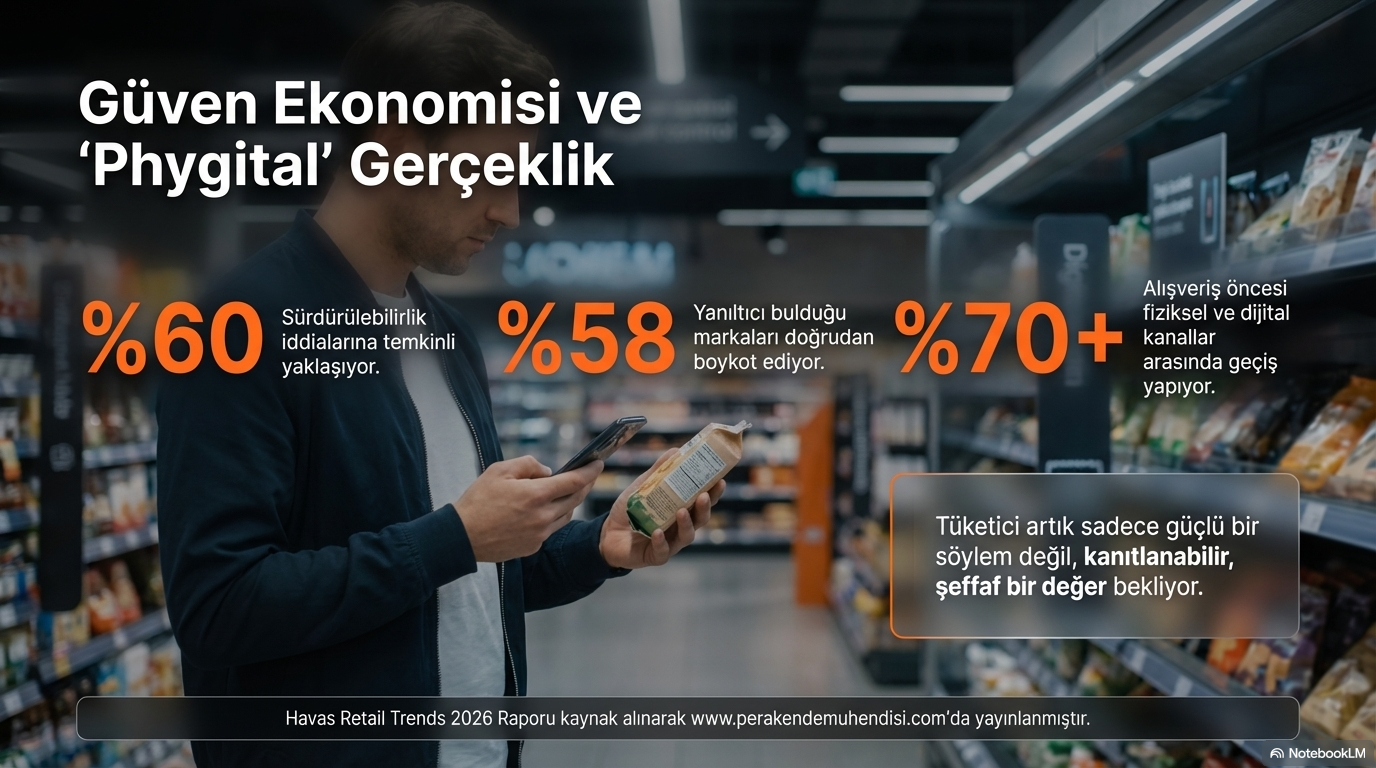 Güven Ekonomisi ve
‘Phygital’ Gerçeklik
%60
Sürdürülebilirlik
iddialarına temkinli
yaklaşıyor.
%58
Yanıltıcı bulduğu
markaları doğrudan
boykot ediyor.
%70+
Alışveriş öncesi
fiziksel ve dijital
kanallar
arasında geçiş
yapıyor.
Tüketici artık sadece güçlü bir
söylem değil, kanıtlanabilir,
şeffaf bir değer bekliyor.
Havas Retail Trends 2026 Raporu kaynak alınarak www.perakendemuhendisi.com’da yayınlanmıştır.
NotebookLM